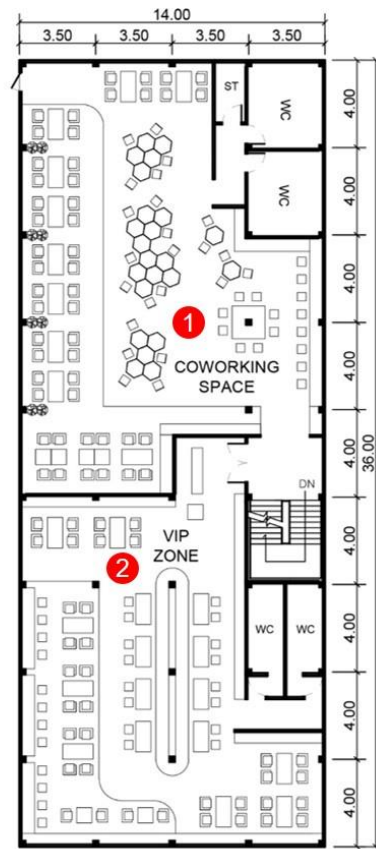 14.00
3.50 3.50 3.50 3.50
ST
WC
WC
4.00
4.00
4.00
4.00
4.00
4.00
4.00
4.00
4.00
36.00
1
COWORKING
SPACE
DN
VIP
ZONE
2
WC WC